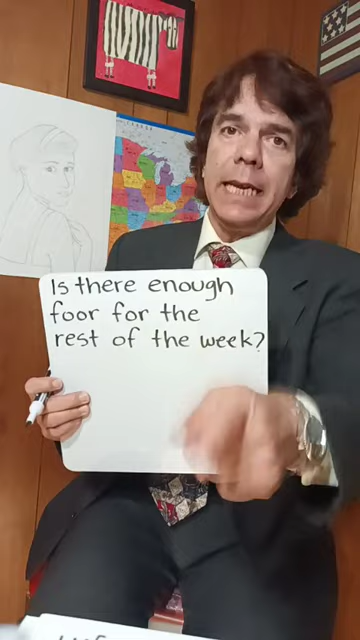 Is there enough
foor for the
rest of the week?